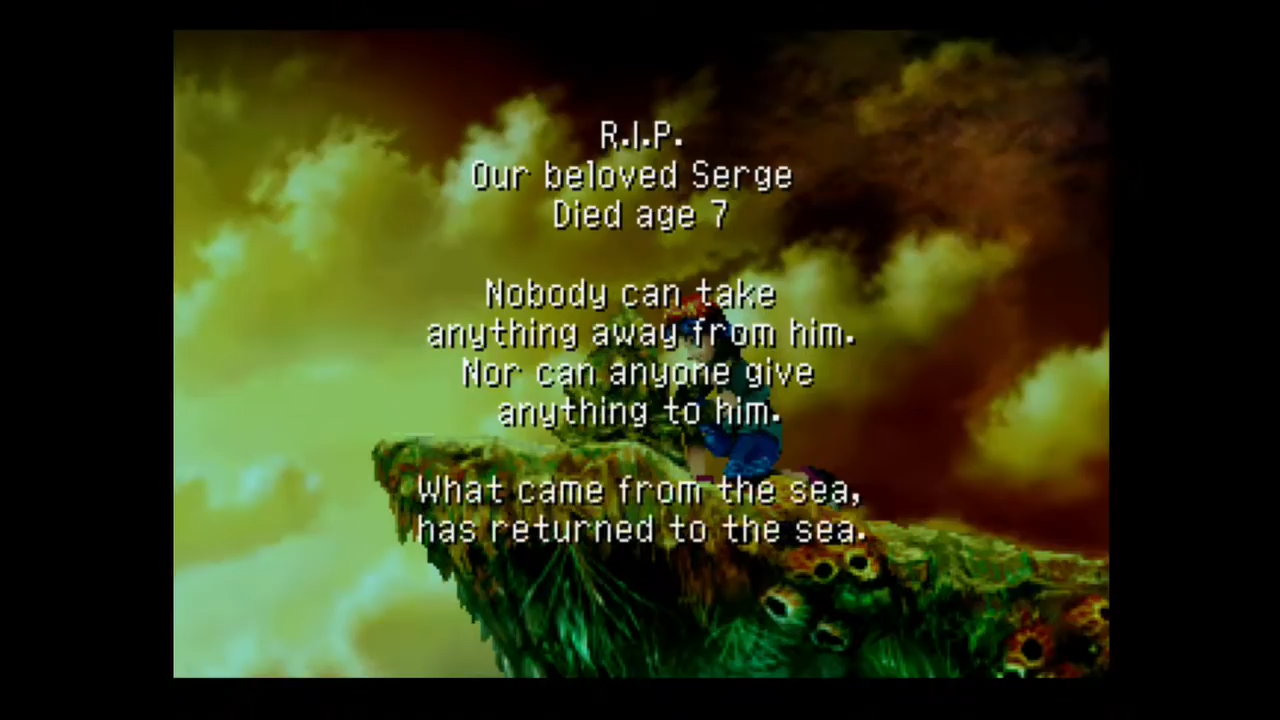 R.I.P.
Our beloved Serge
Died age 7
Nobody can take
anything away from him.
Nor can anyone give
anything to him.
What came from the sea,
has returned to the sea.